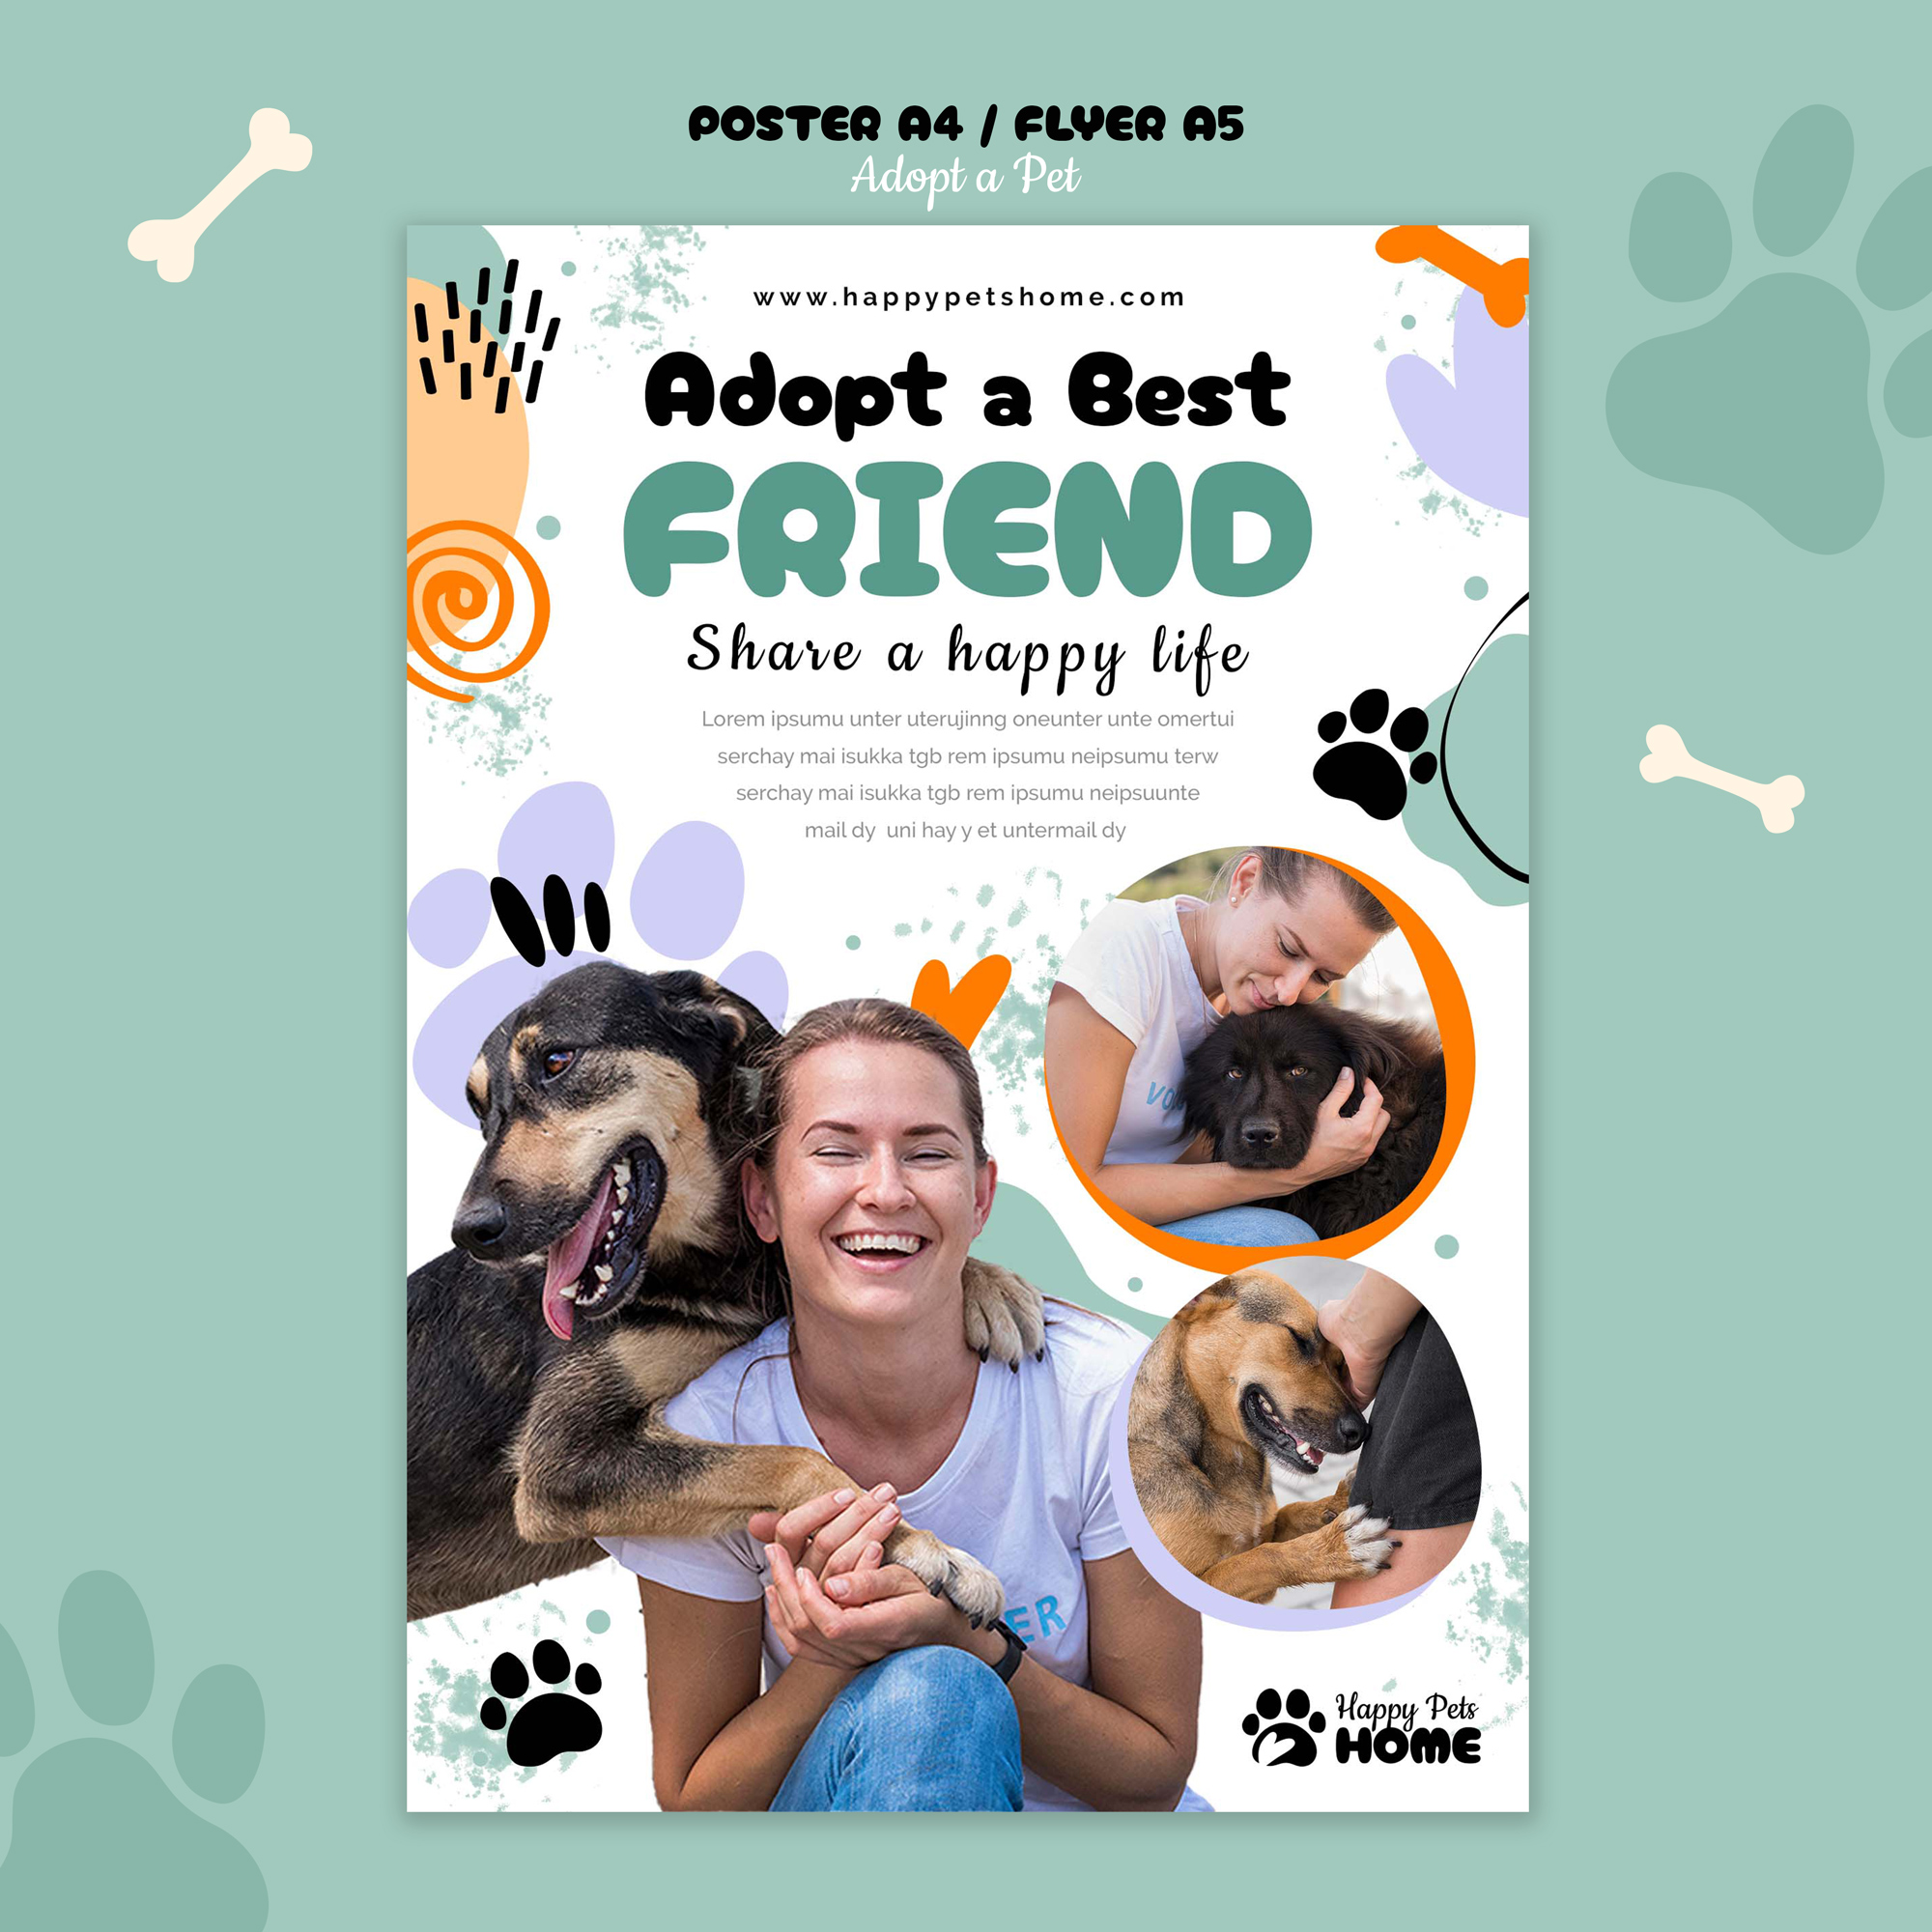 POSTER A4 / FLYER A5
Adopt a Pet
www.happypetshome.com
Adopt a Best
FRIEND
Share a happy life
Lorem ipsumu unter uterujinng oneunter unte omertui
serchay mai isukka tgb rem ipsumu neipsumu terw
serchay mai isukka tgb rem ipsumu neipsuunte
mail dy uni hay y et untermail dy
VO
ER
Happy Pets
HOME